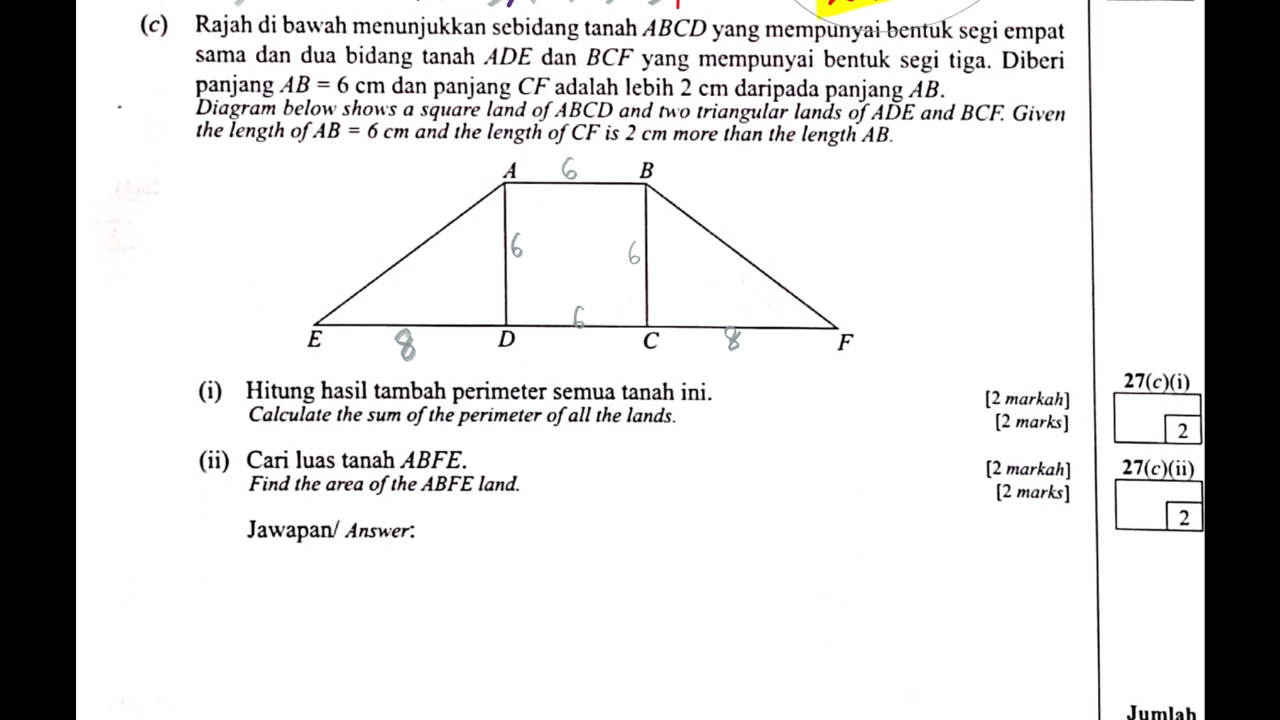 (c) Rajah di bawah menunjukkan sebidang tanah ABCD yang mempunyai bentuk segi empat
sama dan dua bidang tanah ADE dan BCF yang mempunyai bentuk segi tiga. Diberi
panjang AB = 6 cm dan panjang CF adalah lebih 2 cm daripada panjang AB.
Diagram below shows a square land of ABCD and two triangular lands of ADE and BCF. Given
the length of AB = 6 cm and the length of CF is 2 cm more than the length AB.
A 6 B
6 6
6
E 8 D C 8 F
(i) Hitung hasil tambah perimeter semua tanah ini. [2 markah] 27(c)(i)
Calculate the sum of the perimeter of all the lands. [2 marks] 2
(ii) Cari luas tanah ABFE. [2 markah] 27(c)(ii)
Find the area of the ABFE land. [2 marks] 2
Jawapan/ Answer:
Jumlah